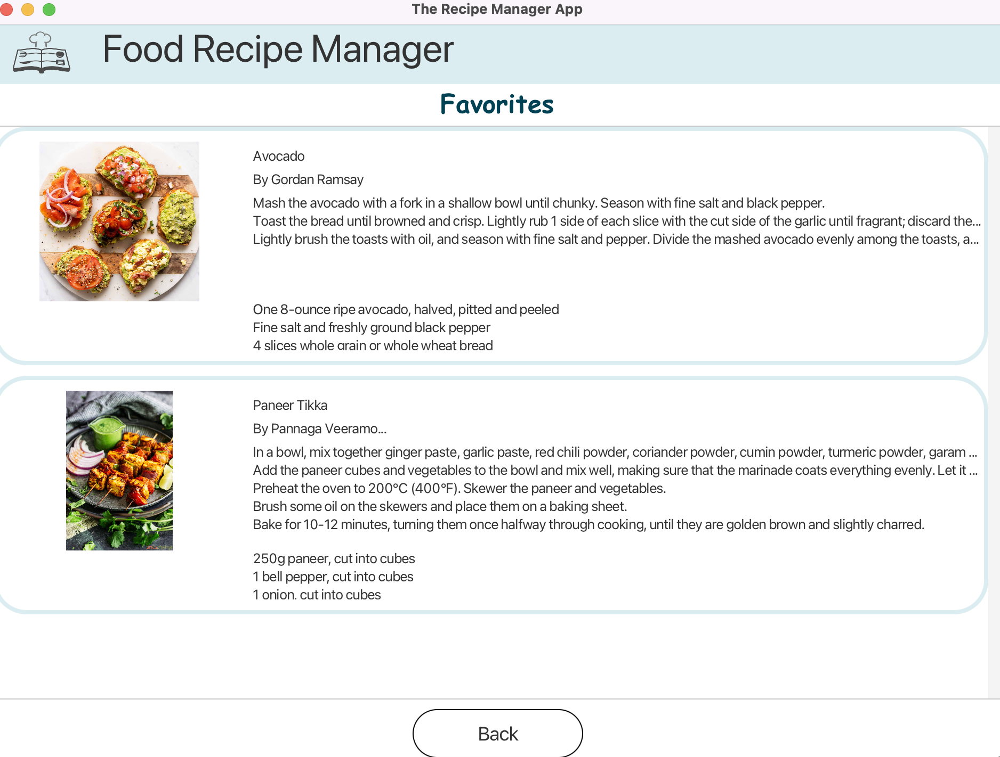 The Recipe Manager App
Food Recipe Manager
Favorites
Avocado
By Gordan Ramsay
Mash the avocado with a fork in a shallow bowl until chunky. Season with fine salt and black pepper.
Toast the bread until browned and crisp. Lightly rub 1 side of each slice with the cut side of the garlic until fragrant; discard the...
Lightly brush the toasts with oil, and season with fine salt and pepper. Divide the mashed avocado evenly among the toasts, a...
One 8-ounce ripe avocado, halved, pitted and peeled
Fine salt and freshly ground black pepper
4 slices whole grain or whole wheat bread
Paneer Tikka
By Pannaga Veeramo...
In a bowl, mix together ginger paste, garlic paste, red chili powder, coriander powder, cumin powder, turmeric powder, garam ...
Add the paneer cubes and vegetables to the bowl and mix well, making sure that the marinade coats everything evenly. Let it ...
Preheat the oven to 200°C (400°F). Skewer the paneer and vegetables.
Brush some oil on the skewers and place them on a baking sheet.
Bake for 10-12 minutes, turning them once halfway through cooking, until they are golden brown and slightly charred.
250g paneer, cut into cubes
1 bell pepper, cut into cubes
1 onion, cut into cubes
Back